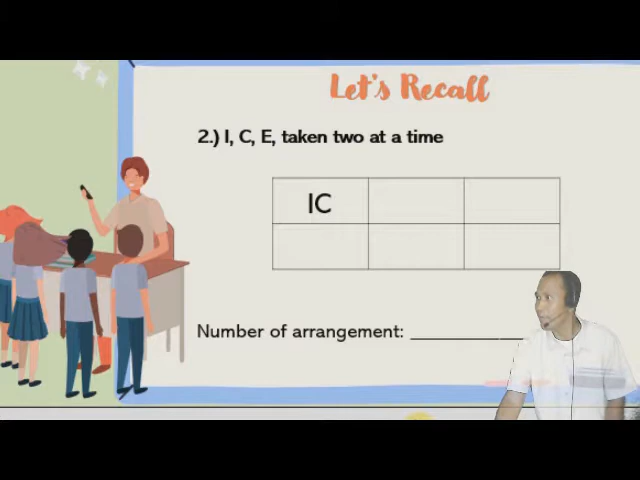 Let's Recall
2.) I, C, E, taken two at a time
IC
Number of arrangement: ___________